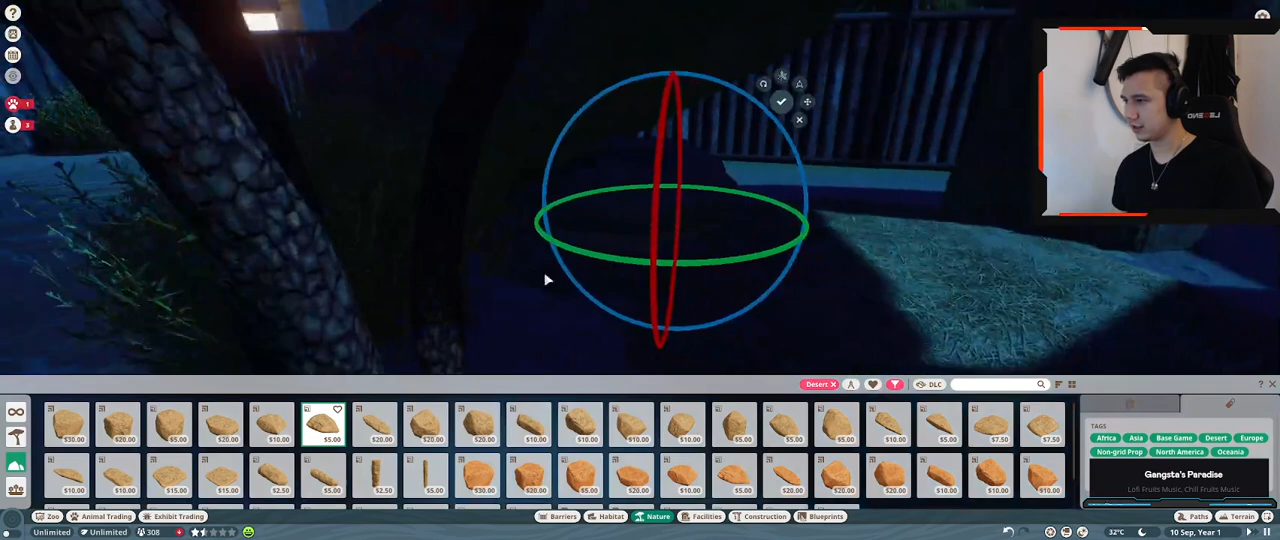 1
3
LEGEND
Desert
DLC
$30.00 $20.00 $5.00 $20.00 $10.00 $5.00 $20.00 $20.00 $20.00 $10.00 $10.00 $10.00 $10.00 $5.00 $5.00 $5.00 $10.00 $5.00 $7.50 $7.50
$10.00 $10.00 $15.00 $15.00 $2.50 $5.00 $2.50 $5.00 $30.00 $20.00 $5.00 $20.00 $10.00 $5.00 $20.00 $20.00 $20.00 $10.00 $10.00 $10.00
TAGS
Africa Asia Base Game Desert Europe
Non-grid Prop North America Oceania
Gangsta's Paradise
Lofi Fruits Music, Chill Fruits Music
Zoo Animal Trading Exhibit Trading Barriers Habitat Nature Facilities Construction Blueprints Paths Terrain
Unlimited Unlimited 308 32°C 10 Sep, Year 1